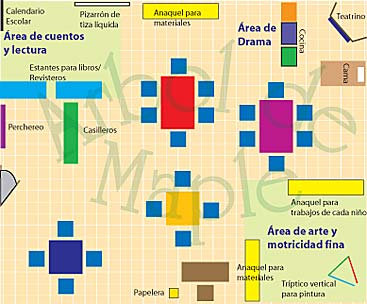 Calendario
Escolar
Pizarrón de
tiza líquida
Anaquel para
materiales
Área de
Drama
Cocina
Teatrino
Cama
Área de cuentos
y lectura
Estantes para libros/
Revisteros
Perchereo
Casilleros
Árbol de
Maple
Anaquel para
trabajos de cada niño
Área de arte y
motricidad fina
Anaquel para
materiales
Papelera
Tríptico vertical
para pintura